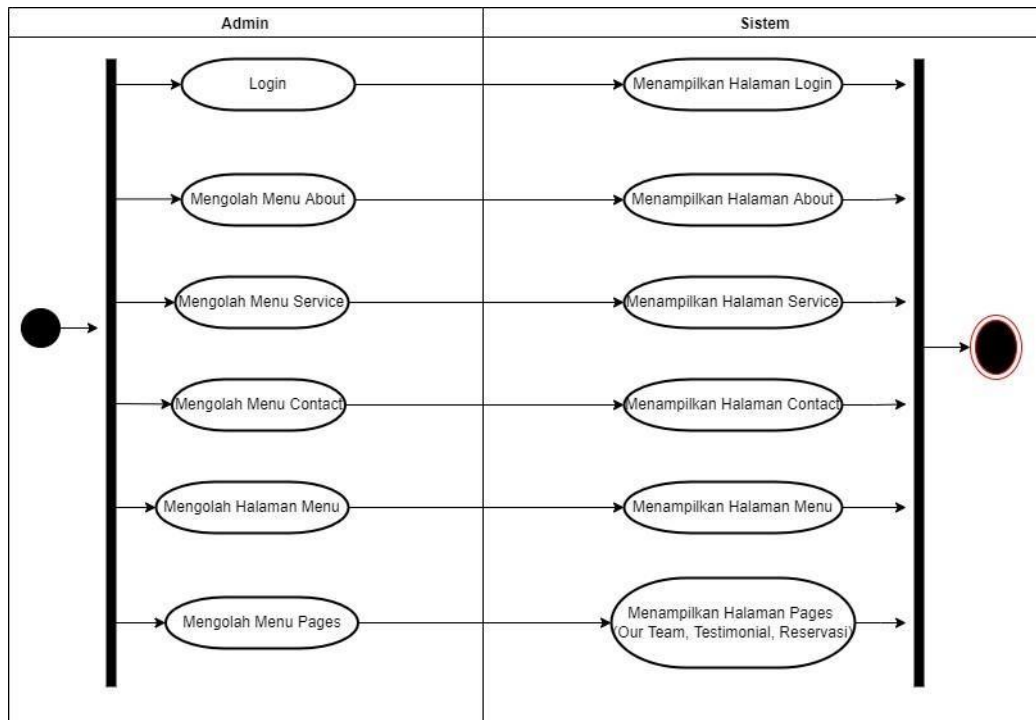 Admin
Sistem
Login
Menampilkan Halaman Login
Mengolah Menu About
Menampilkan Halaman About
Mengolah Menu Service
Menampilkan Halaman Service
Mengolah Menu Contact
Menampilkan Halaman Contact
Mengolah Halaman Menu
Menampilkan Halaman Menu
Mengolah Menu Pages
Menampilkan Halaman Pages
(Our Team, Testimonial, Reservasi)